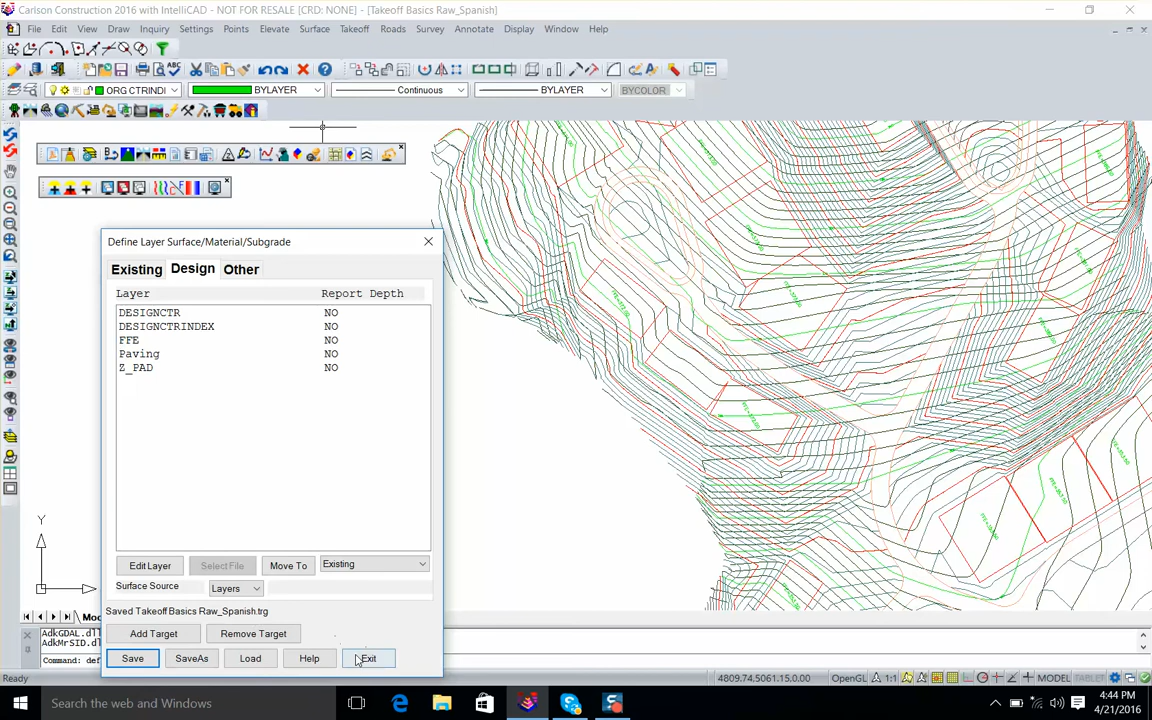 Carlson Construction 2016 with IntelliCAD - NOT FOR RESALE [CRD: NONE] - [Takeoff Basics Raw_Spanish]
File Edit View Draw Inquiry Settings Points Elevate Surface Takeoff Roads Survey Annotate Display Window Help
ORG CTRINDI BYLAYER Continuous BYLAYER BYCOLOR
Define Layer Surface/Material/Subgrade
Existing Design Other
Layer Report Depth
DESIGNCTR NO
DESIGNCTRINDEX NO
FFE NO
Paving NO
Z_PAD NO
Edit Layer Select File Move To Existing
Surface Source Layers
Saved Takeoff Basics Raw_Spanish.trg
Add Target Remove Target
Save SaveAs Load Help Exit
Y
AdkGDAL.dl
AdkMrSID.d
Command: def
Ready 4809.74.5061.15.0.00 OpenGL 1:1 MODEL TABLET
Search the web and Windows
4:44 PM
4/21/2016